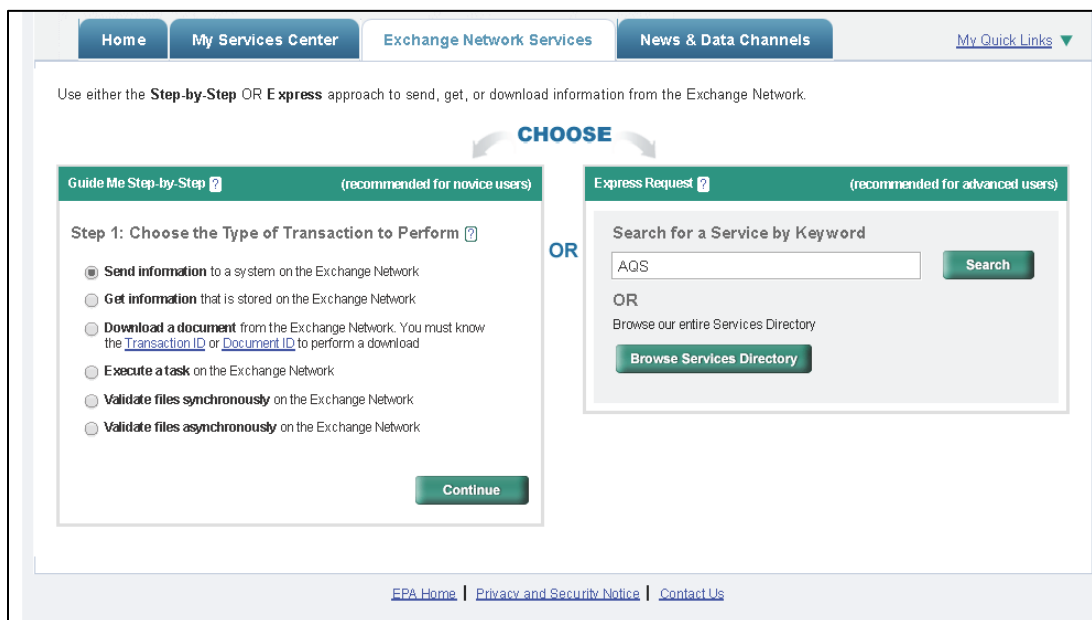 Home My Services Center Exchange Network Services News & Data Channels My Quick Links ▼
Use either the Step-by-Step OR Express approach to send, get, or download information from the Exchange Network.
CHOOSE
Guide Me Step-by-Step ? (recommended for novice users)
Step 1: Choose the Type of Transaction to Perform ?
Send information to a system on the Exchange Network
Get information that is stored on the Exchange Network
Download a document from the Exchange Network. You must know
the Transaction ID or Document ID to perform a download
Execute a task on the Exchange Network
Validate files synchronously on the Exchange Network
Validate files asynchronously on the Exchange Network
Continue
OR
Express Request ? (recommended for advanced users)
Search for a Service by Keyword
AQS Search
OR
Browse our entire Services Directory
Browse Services Directory
EPA Home | Privacy and Security Notice | Contact Us